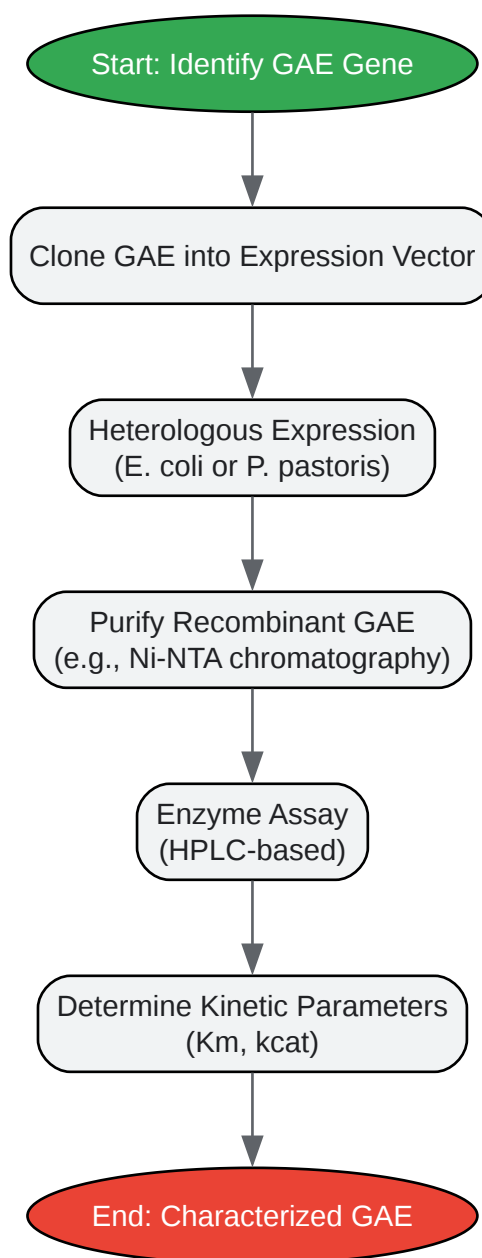 Start: Identify GAE Gene
Clone GAE into Expression Vector
Heterologous Expression
(E. coli or P. pastoris)
Purify Recombinant GAE
(e.g., Ni-NTA chromatography)
Enzyme Assay
(HPLC-based)
Determine Kinetic Parameters
(Km, kcat)
End: Characterized GAE